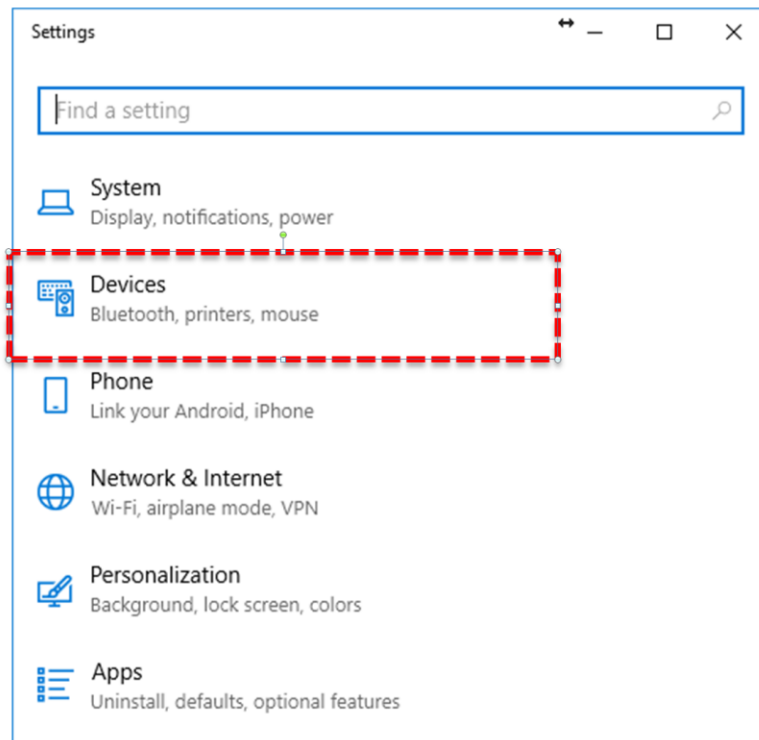 Settings
Find a setting
System
Display, notifications, power
Devices
Bluetooth, printers, mouse
Phone
Link your Android, iPhone
Network & Internet
Wi-Fi, airplane mode, VPN
Personalization
Background, lock screen, colors
Apps
Uninstall, defaults, optional features